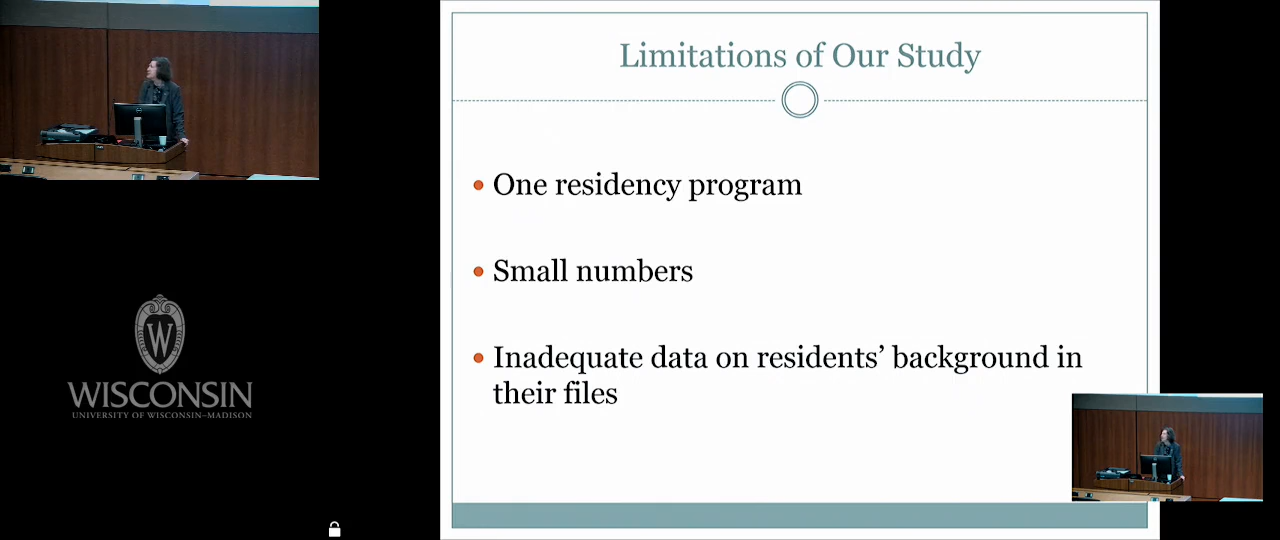 Limitations of Our Study
• One residency program
• Small numbers
• Inadequate data on residents’ background in
their files
W
WISCONSIN
UNIVERSITY OF WISCONSIN–MADISON